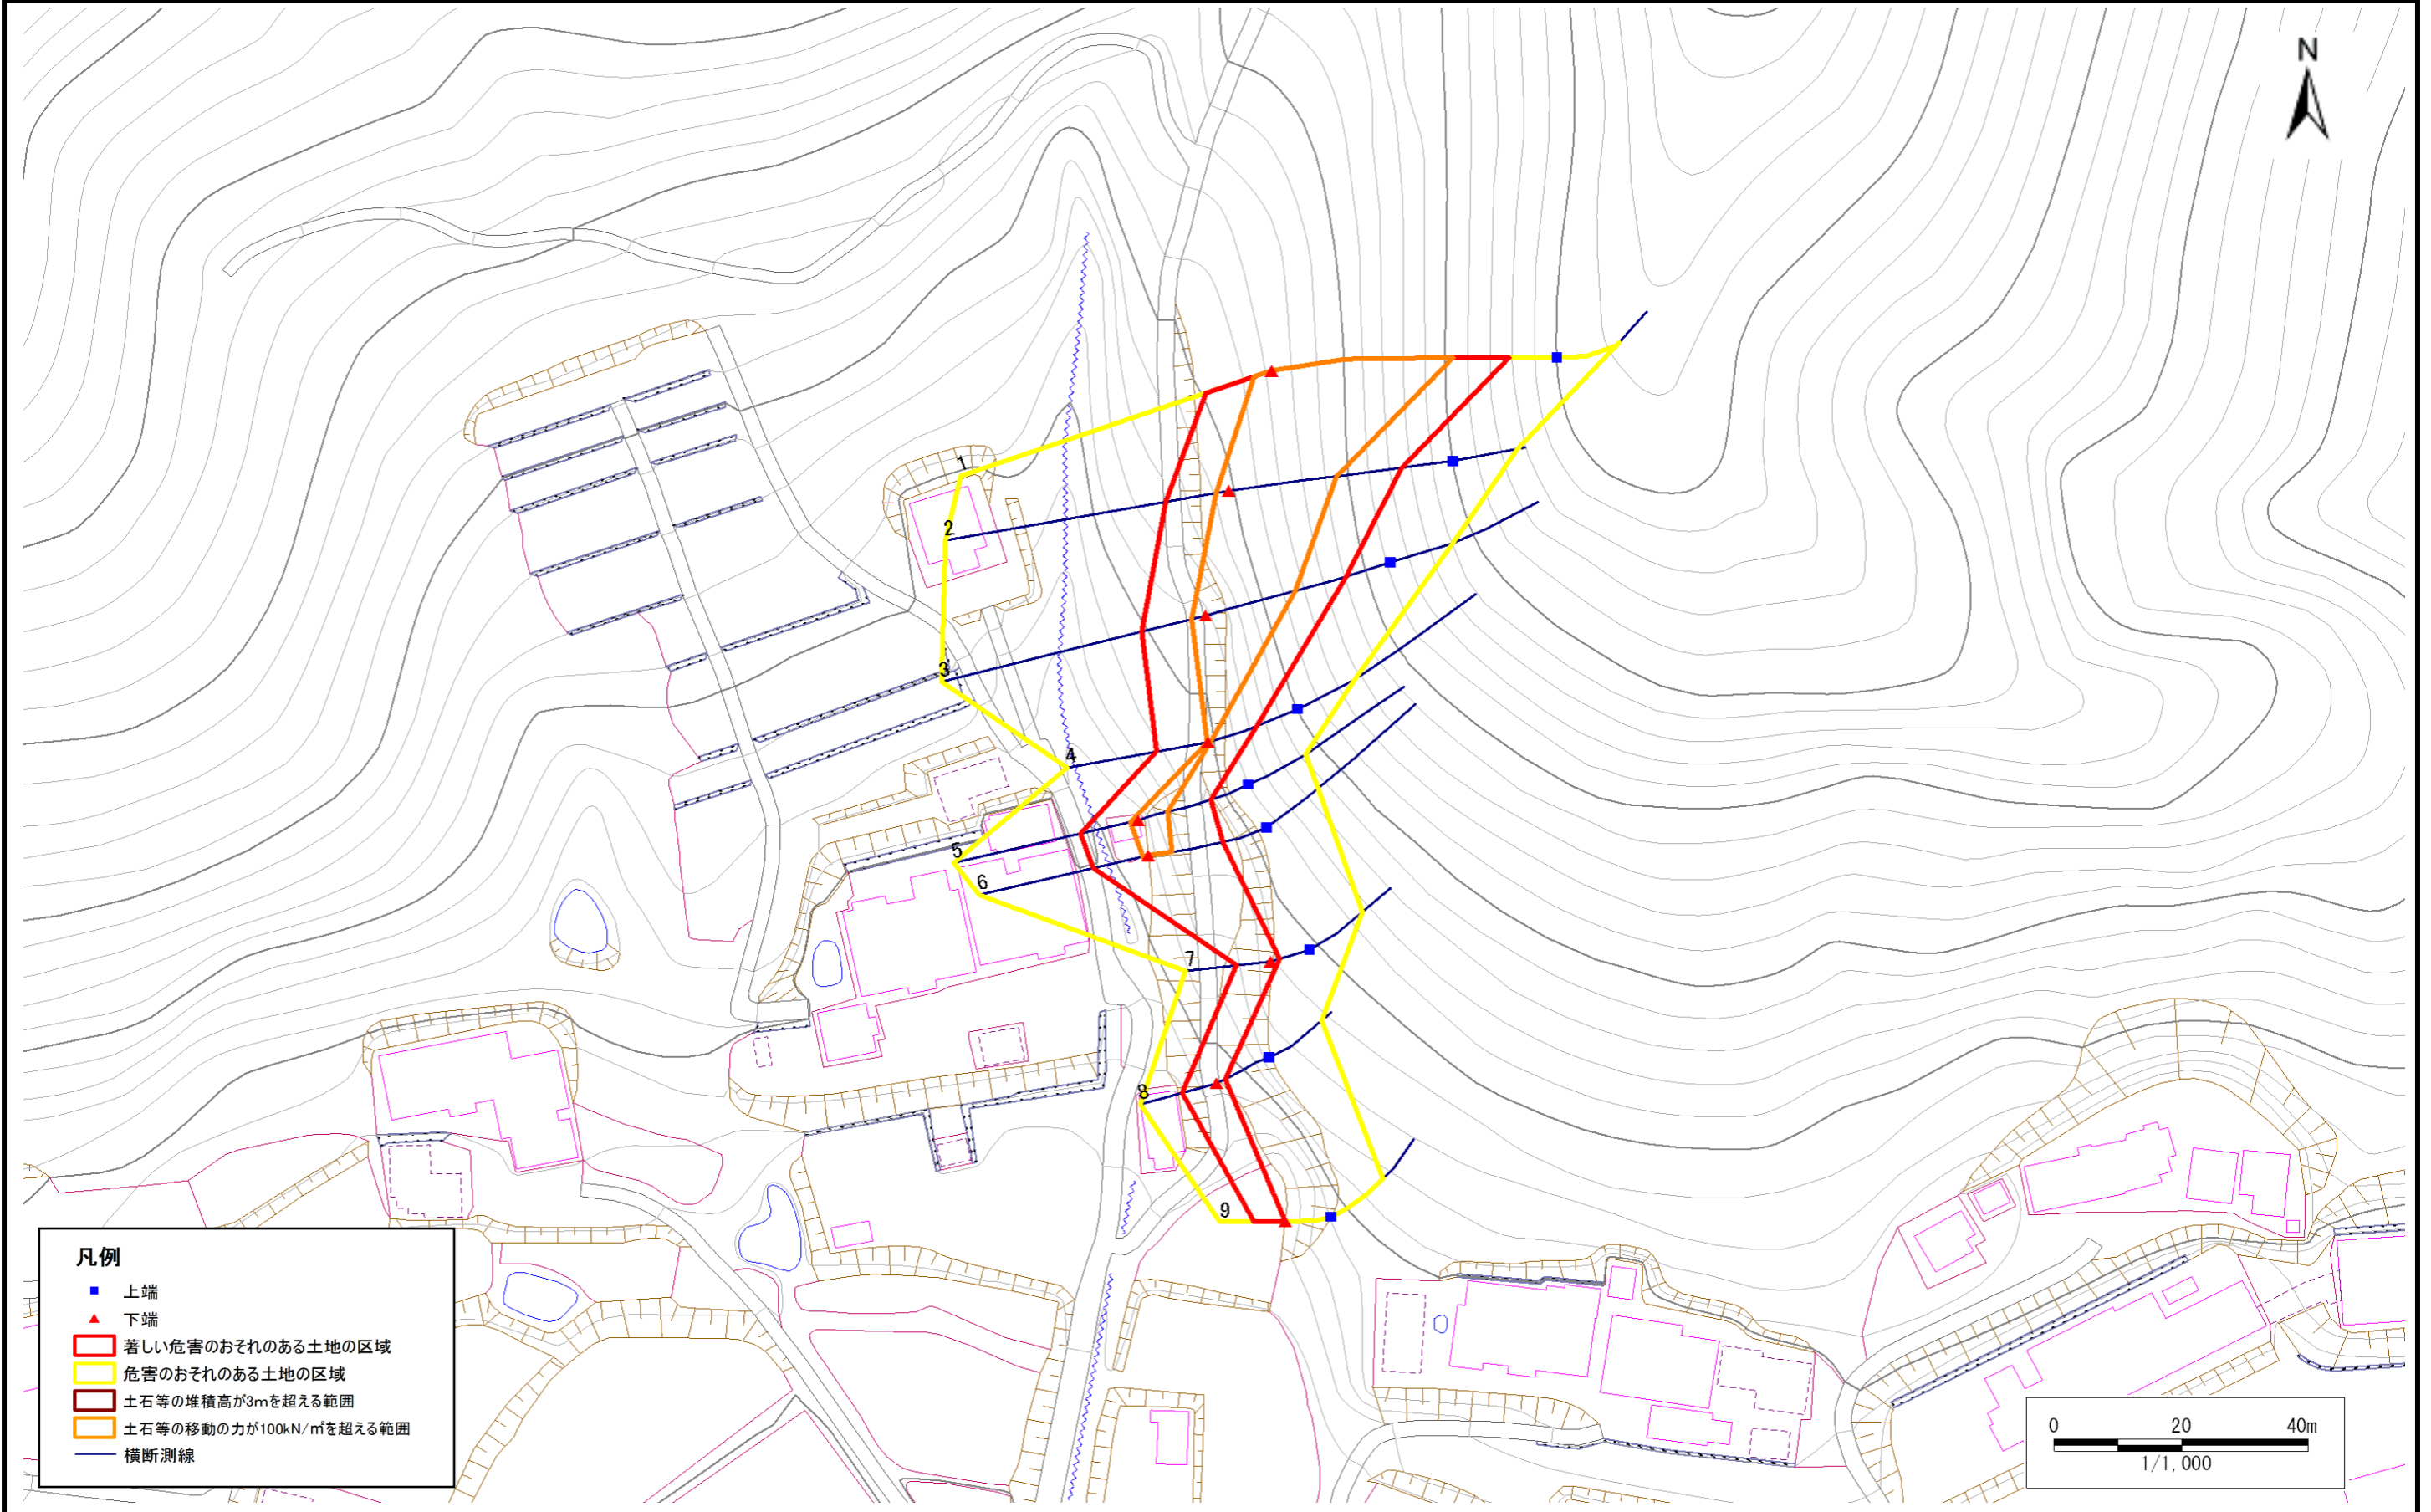 N
1
2
3
4
5
6
7
8
9
凡例
上端
下端
著しい危害のおそれのある土地の区域
危害のおそれのある土地の区域
土石等の堆積高が3mを超える範囲
土石等の移動の力が100kN/㎡を超える範囲
横断測線
0 20 40m
1/1,000